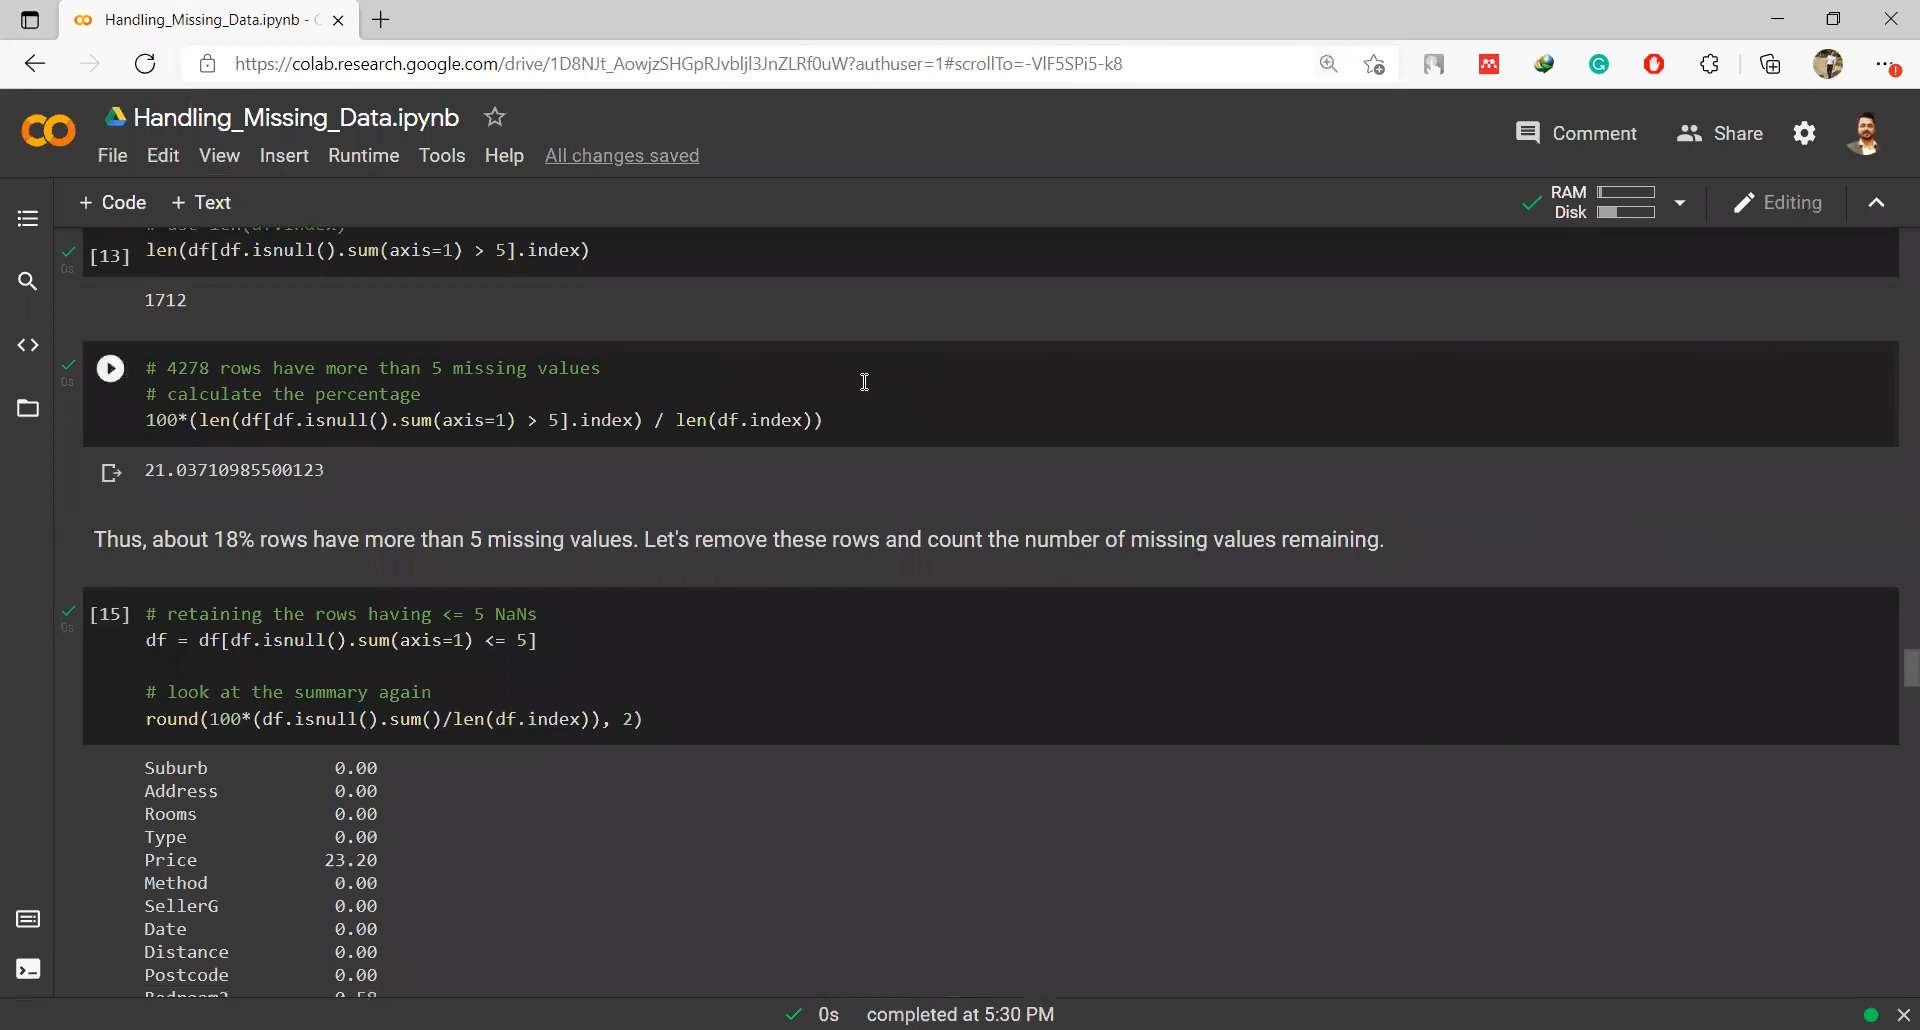 Handling_Missing_Data.ipynb -
https://colab.research.google.com/drive/1D8NJt_AowjzSHGpRJvbljl3JnZLRf0uW?authuser=1#scrollTo=-VlF5SPi5-k8
Handling_Missing_Data.ipynb
Comment
Share
File Edit View Insert Runtime Tools Help All changes saved
+ Code + Text
RAM
Disk
Editing
[13] len(df[df.isnull().sum(axis=1) > 5].index)
0s
1712
# 4278 rows have more than 5 missing values
0s
# calculate the percentage
100*(len(df[df.isnull().sum(axis=1) > 5].index) / len(df.index))
21.03710985500123
Thus, about 18% rows have more than 5 missing values. Let's remove these rows and count the number of missing values remaining.
[15] # retaining the rows having <= 5 NaNs
0s
df = df[df.isnull().sum(axis=1) <= 5]
# look at the summary again
round(100*(df.isnull().sum()/len(df.index)), 2)
Suburb 0.00
Address 0.00
Rooms 0.00
Type 0.00
Price 23.20
Method 0.00
SellerG 0.00
Date 0.00
Distance 0.00
Postcode 0.00
0s completed at 5:30 PM